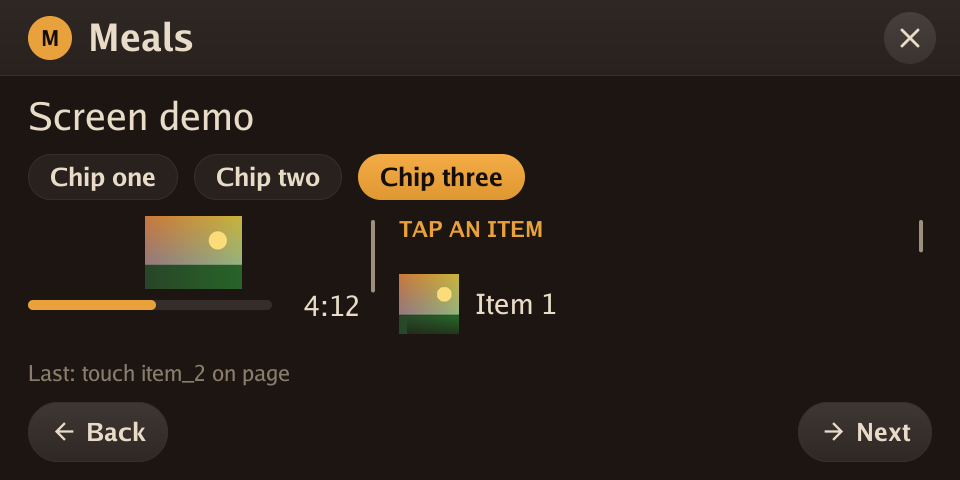 M Meals
Screen demo
Chip one Chip two Chip three
TAP AN ITEM
4:12
Item 1
Last: touch item_2 on page
← Back
→ Next